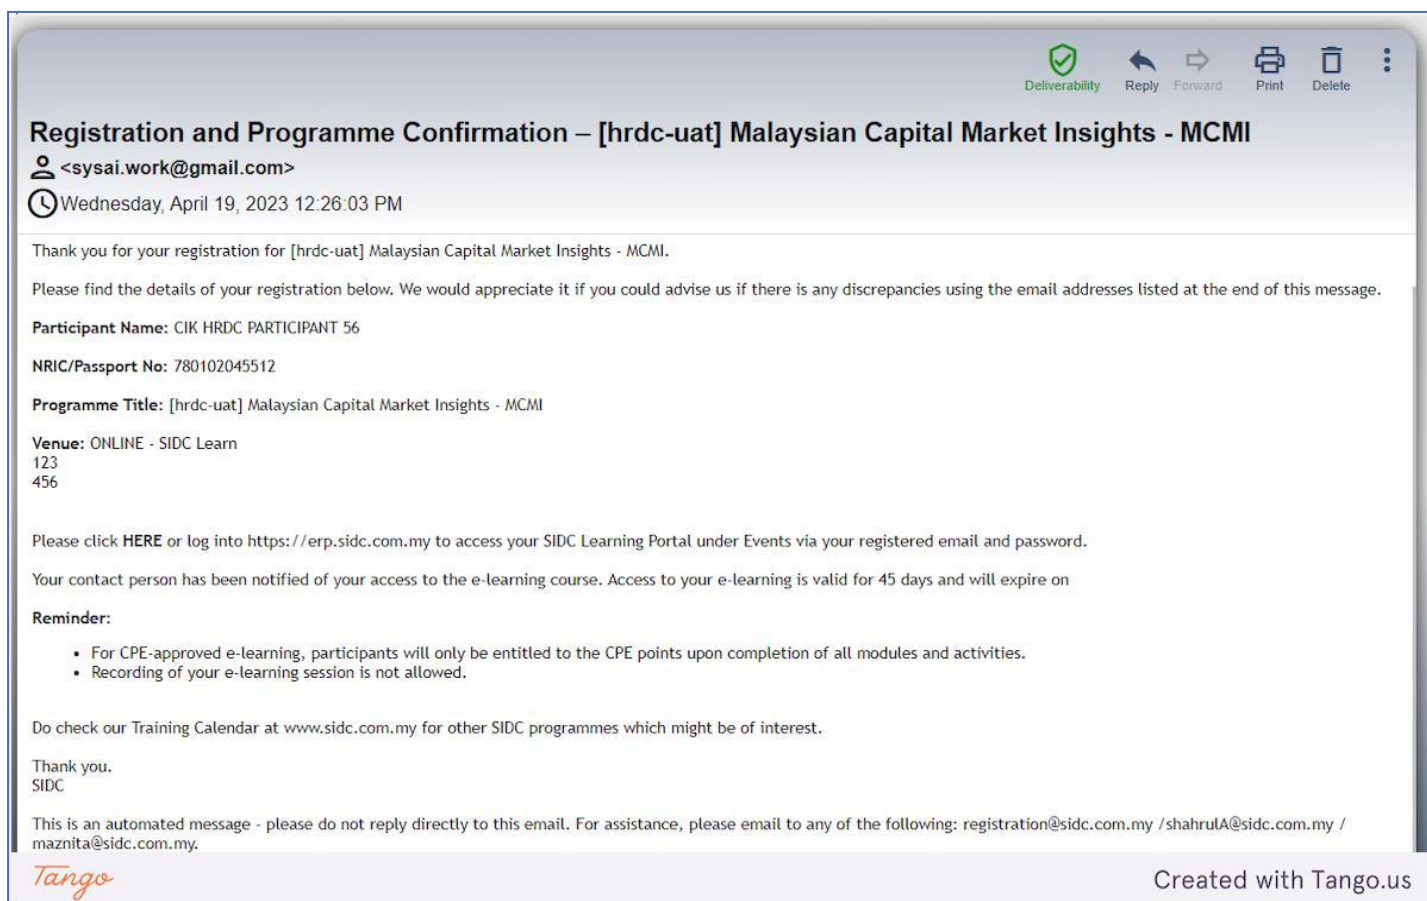 Deliverability Reply Forward Print Delete
Registration and Programme Confirmation – [hrdc-uat] Malaysian Capital Market Insights - MCMI
<sysai.work@gmail.com>
Wednesday, April 19, 2023 12:26:03 PM
Thank you for your registration for [hrdc-uat] Malaysian Capital Market Insights - MCMI.
Please find the details of your registration below. We would appreciate it if you could advise us if there is any discrepancies using the email addresses listed at the end of this message.
Participant Name: CIK HRDC PARTICIPANT 56
NRIC/Passport No: 780102045512
Programme Title: [hrdc-uat] Malaysian Capital Market Insights - MCMI
Venue: ONLINE - SIDC Learn
123
456
Please click HERE or log into https://erp.sidc.com.my to access your SIDC Learning Portal under Events via your registered email and password.
Your contact person has been notified of your access to the e-learning course. Access to your e-learning is valid for 45 days and will expire on
Reminder:
• For CPE-approved e-learning, participants will only be entitled to the CPE points upon completion of all modules and activities.
• Recording of your e-learning session is not allowed.
Do check our Training Calendar at www.sidc.com.my for other SIDC programmes which might be of interest.
Thank you.
SIDC
This is an automated message - please do not reply directly to this email. For assistance, please email to any of the following: registration@sidc.com.my /shahrulA@sidc.com.my /
maznita@sidc.com.my.
Tango
Created with Tango.us